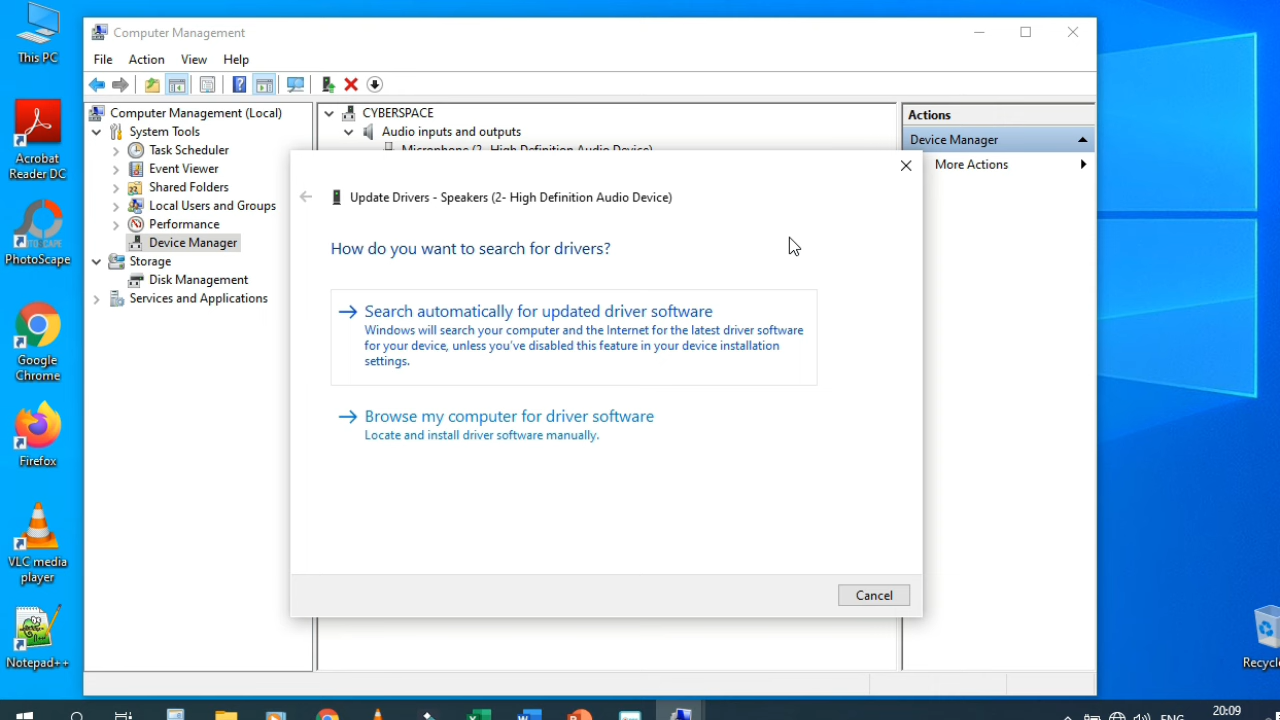 This PC
Acrobat
Reader DC
PhotoScape
Google
Chrome
Firefox
VLC media
player
Notepad++
Computer Management
File Action View Help
Computer Management (Local)
System Tools
Task Scheduler
Event Viewer
Shared Folders
Local Users and Groups
Performance
Device Manager
Storage
Disk Management
Services and Applications
CYBERSPACE
Audio inputs and outputs
Microphone (2- High Definition Audio Device)
Update Drivers - Speakers (2- High Definition Audio Device)
How do you want to search for drivers?
Search automatically for updated driver software
Windows will search your computer and the Internet for the latest driver software
for your device, unless you've disabled this feature in your device installation
settings.
Browse my computer for driver software
Locate and install driver software manually.
Cancel
Actions
Device Manager
More Actions
Recycle
ENG
20:09